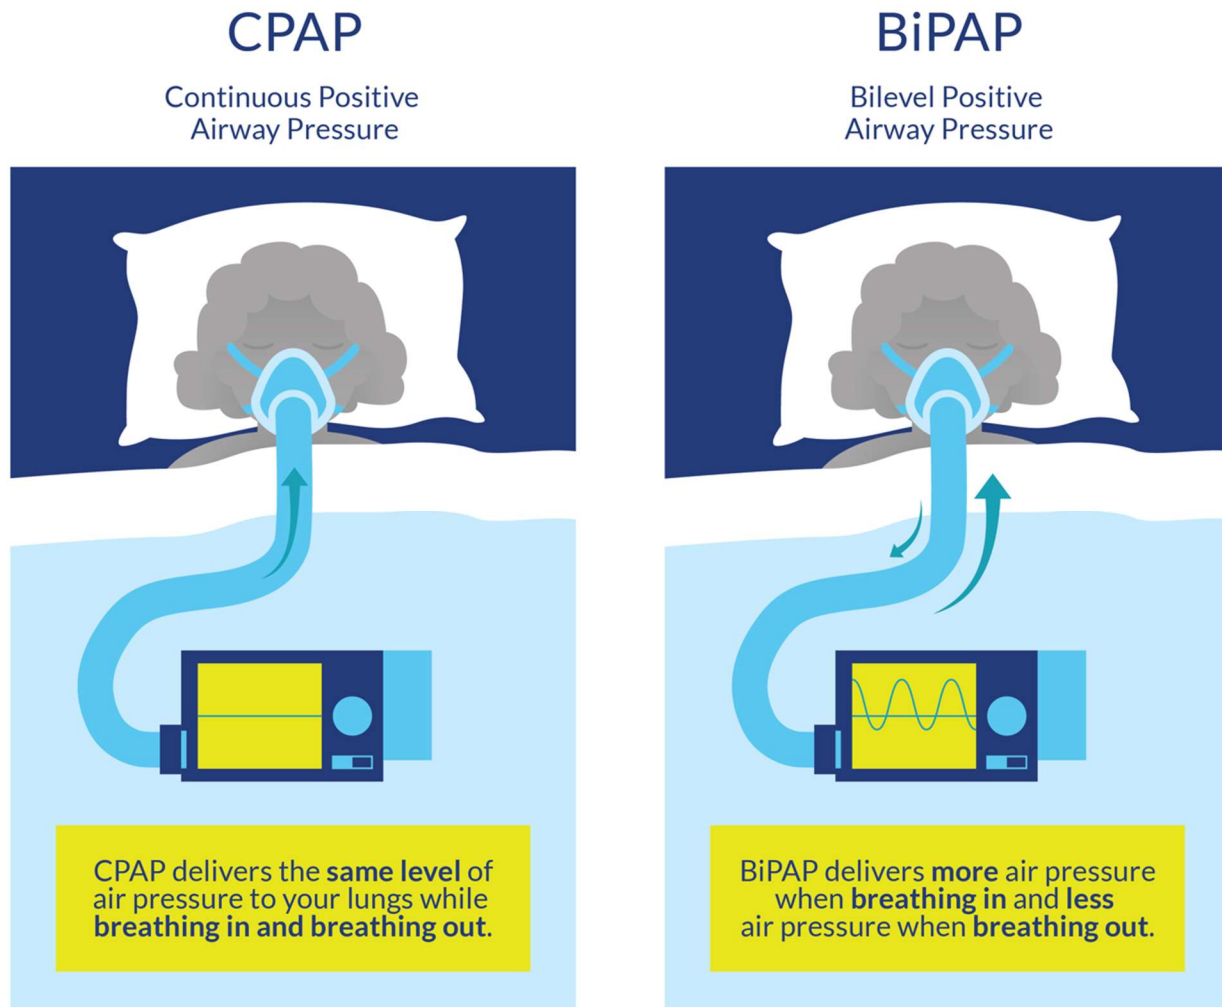 CPAP
Continuous Positive
Airway Pressure
CPAP delivers the same level of
air pressure to your lungs while
breathing in and breathing out.
BiPAP
Bilevel Positive
Airway Pressure
BiPAP delivers more air pressure
when breathing in and less
air pressure when breathing out.